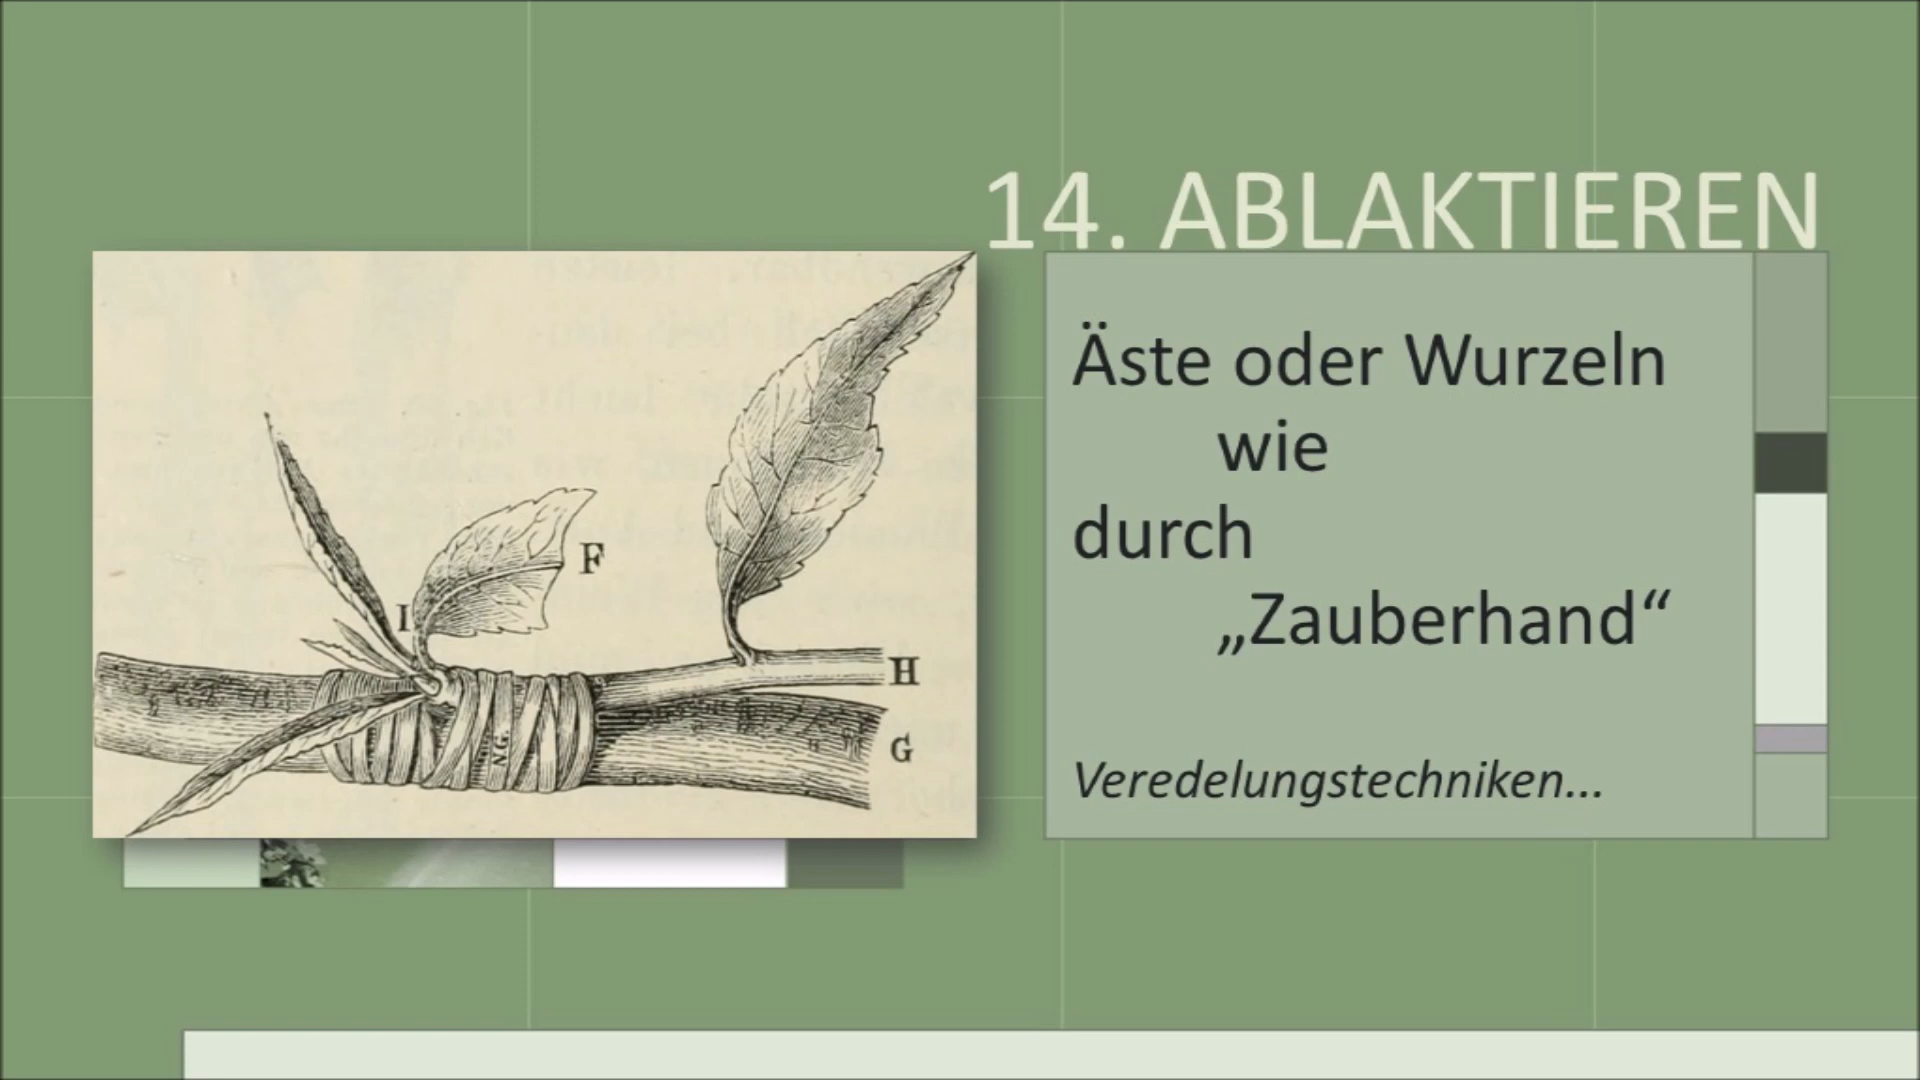 14. ABLAKTIEREN
Äste oder Wurzeln
wie
durch
„Zauberhand“
Veredelungstechniken...
F
I
H
G
N.G.